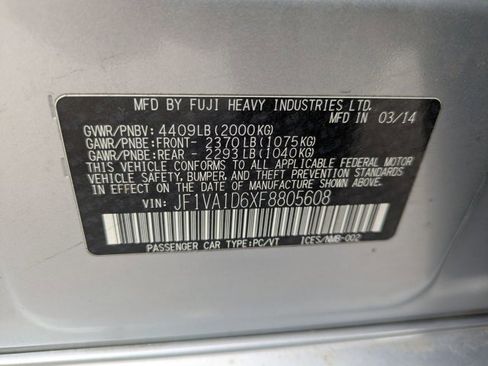 MFD BY FUJI HEAVY INDUSTRIES LTD.
MFD IN 03/14
GVWR/PNBV: 4409LB(2000KG)
GAWR/PNBE:FRONT- 2370LB(1075KG)
GAWR/PNBE:REAR - 2293LB(1040KG)
THIS VEHICLE CONFORMS TO ALL APPLICABLE FEDERAL MOTOR
VEHICLE SAFETY, BUMPER, AND THEFT PREVENTION STANDARDS
IN EFFECT ON THE DATE OF MANUFACTURE SHOWN ABOVE.
VIN: JF1VA1D6XF8805608
PASSENGER CAR TYPE:PC/VT ICES/NMB-002